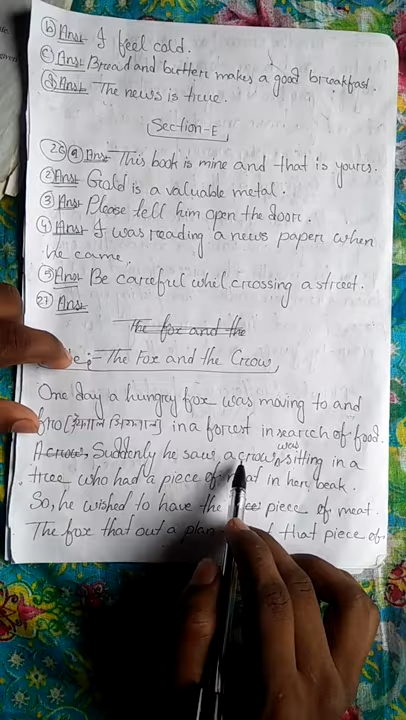 (b) Ans:- I feel cold.
(c) Ans:- Bread and butter makes a good breakfast.
(d) Ans:- The news is true.
Section-E
(26) (a) Ans:- This book is mine and that is yours.
(2) Ans:- Gold is a valuable metal.
(3) Ans:- Please tell him open the door.
(4) Ans:- I was reading a news paper when
he came.
(5) Ans:- Be careful whil crossing a street.
(27) Ans:-
The fox and the
The Fox and the Crow
One day a hungry fox was moving to and
fro in a forest in search of food.
A crow, Suddenly he saw a crow was sitting in a
tree who had a piece of in her beak.
So, he wished to have the piece of meat.
The fox that out a plan that piece of